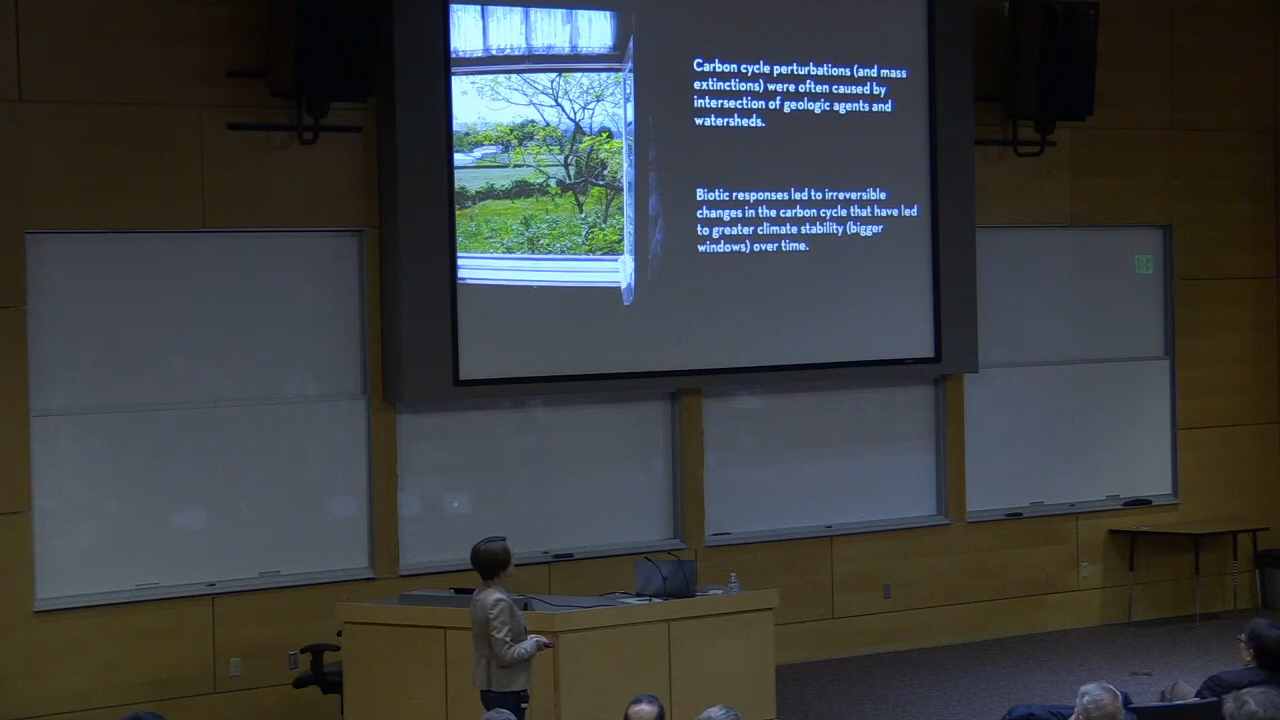 Carbon cycle perturbations (and mass
extinctions) were often caused by
intersection of geologic agents and
watersheds.
Biotic responses led to irreversible
changes in the carbon cycle that have led
to greater climate stability (bigger
windows) over time.